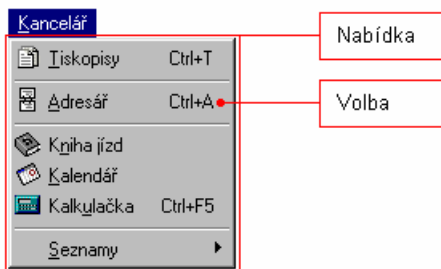 Kancelář
Nabídka
Tiskopisy Ctrl+T
Adresář Ctrl+A
Volba
Kniha jízd
Kalendář
Kalkulačka Ctrl+F5
Seznamy